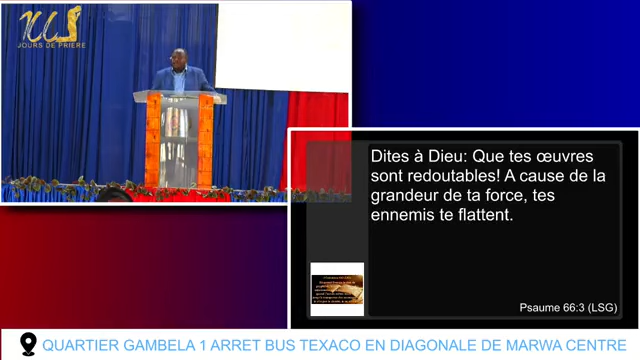 JOURS DE PRIERE
Dites à Dieu: Que tes œuvres
sont redoutables! A cause de la
grandeur de ta force, tes
ennemis te flattent.
Psaume 66:3 (LSG)
QUARTIER GAMBELA 1 ARRET BUS TEXACO EN DIAGONALE DE MARWA CENTRE